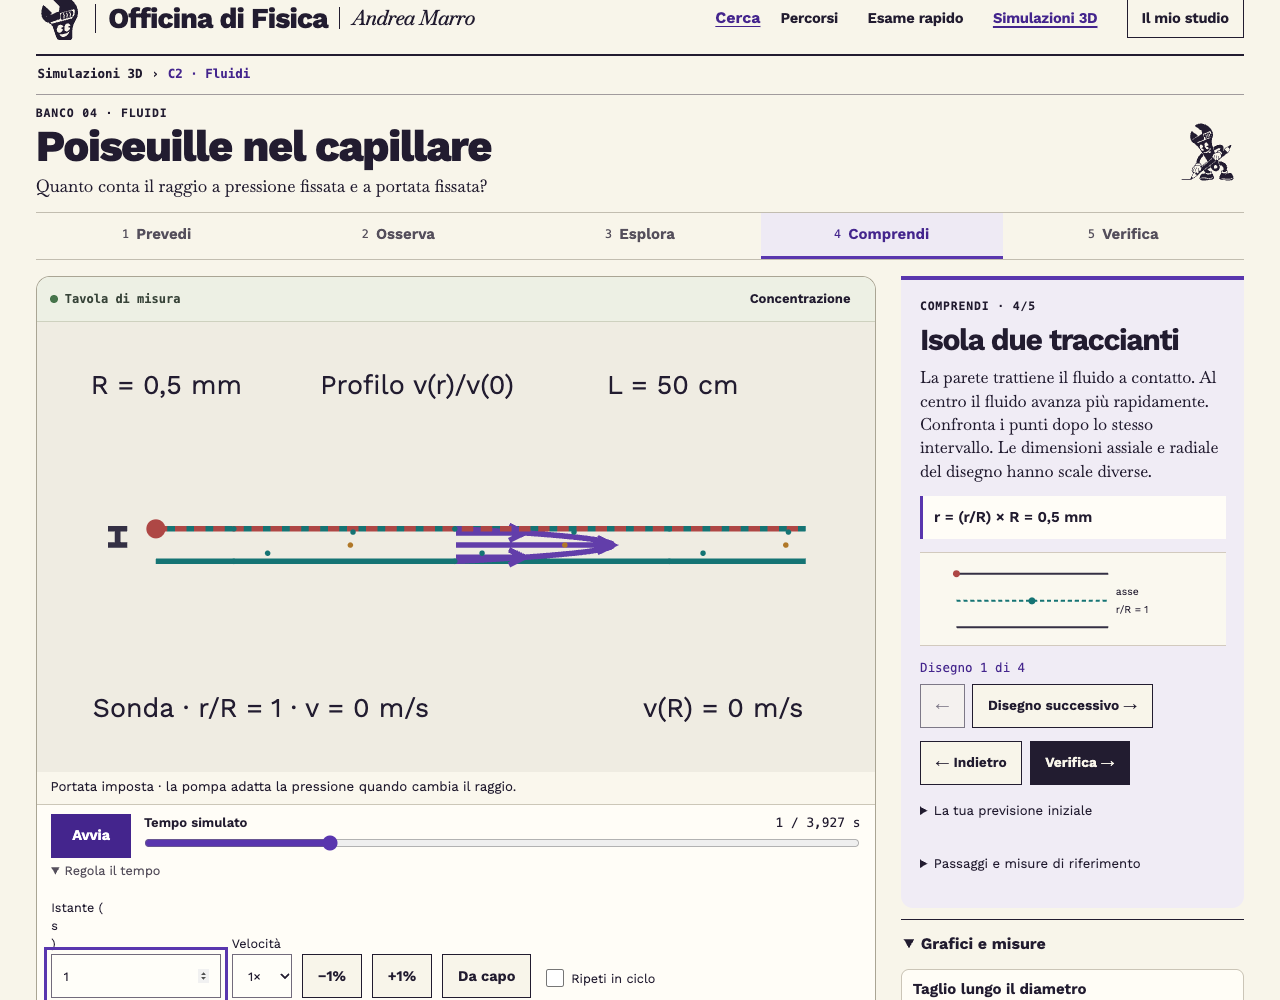 Officina di Fisica
Andrea Marro
Cerca
Percorsi
Esame rapido
Simulazioni 3D
Il mio studio
Simulazioni 3D › C2 · Fluidi
BANCO 04 · FLUIDI
Poiseuille nel capillare
Quanto conta il raggio a pressione fissata e a portata fissata?
1 Prevedi
2 Osserva
3 Esplora
4 Comprendi
5 Verifica
Tavola di misura
Concentrazione
R = 0,5 mm
Profilo v(r)/v(0)
L = 50 cm
Sonda · r/R = 1 · v = 0 m/s
v(R) = 0 m/s
Portata imposta · la pompa adatta la pressione quando cambia il raggio.
Avvia
Tempo simulato
1 / 3,927 s
▼ Regola il tempo
Istante (
s
)
1
Velocità
1×
−1%
+1%
Da capo
Ripeti in ciclo
COMPRENDI · 4/5
Isola due traccianti
La parete trattiene il fluido a contatto. Al
centro il fluido avanza più rapidamente.
Confronta i punti dopo lo stesso
intervallo. Le dimensioni assiale e radiale
del disegno hanno scale diverse.
r = (r/R) × R = 0,5 mm
asse
r/R = 1
Disegno 1 di 4
←
Disegno successivo →
← Indietro
Verifica →
▶ La tua previsione iniziale
▶ Passaggi e misure di riferimento
▼ Grafici e misure
Taglio lungo il diametro